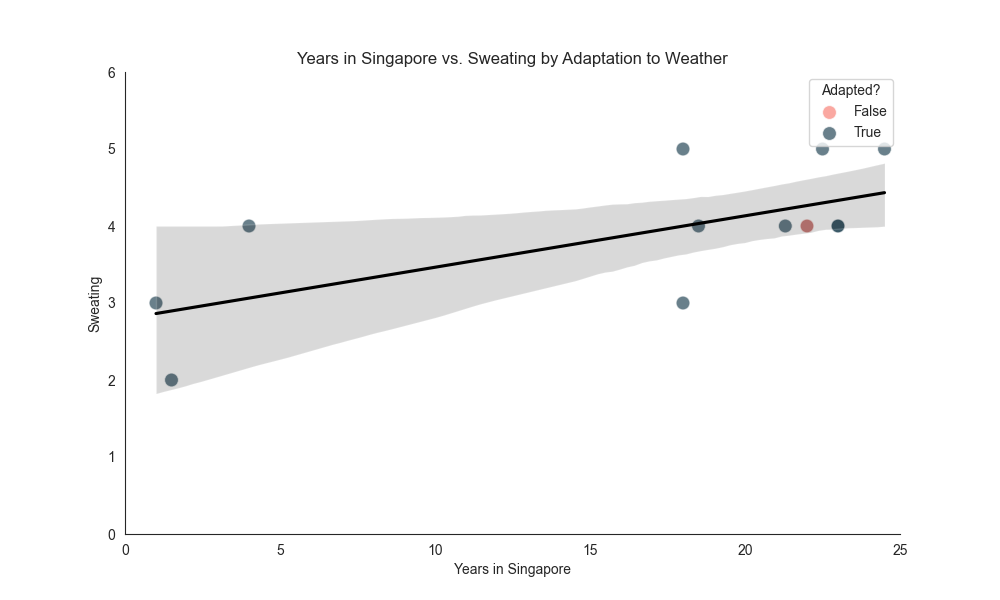 Years in Singapore vs. Sweating by Adaptation to Weather
Adapted?
False
True
Sweating
6
5
4
3
2
1
0
0 5 10 15 20 25
Years in Singapore